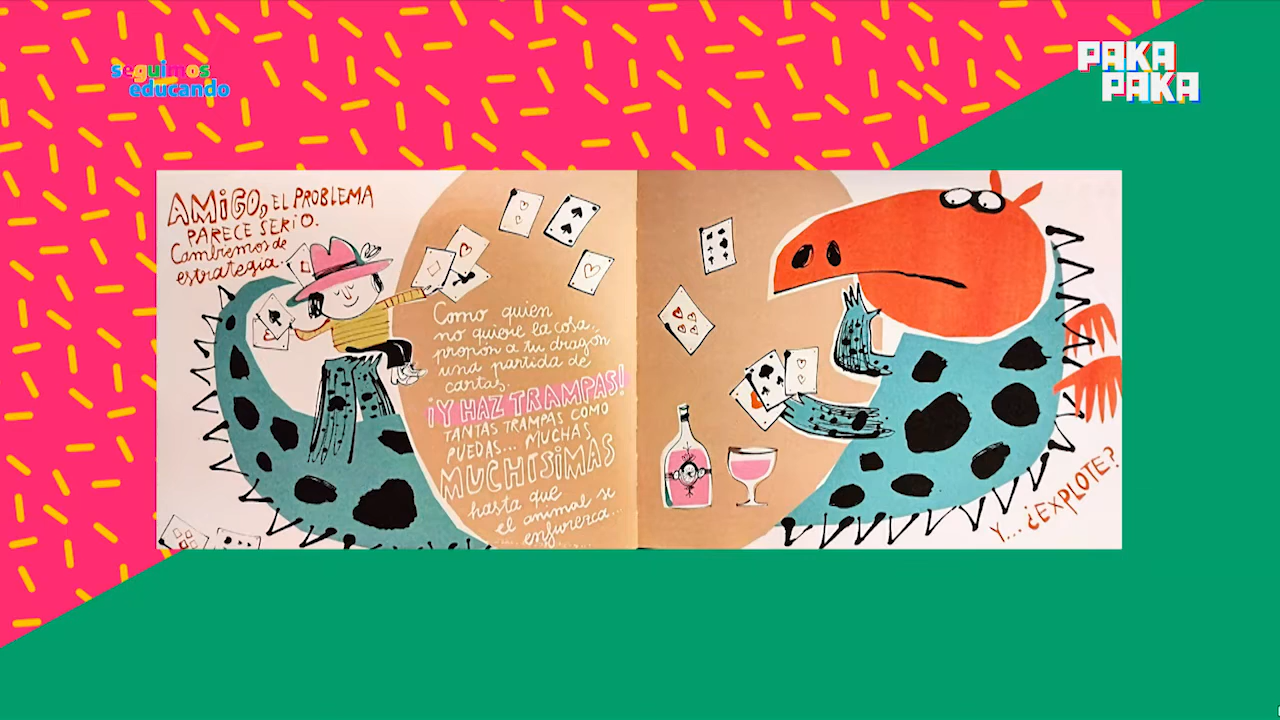 seguimos
educando
PAKA
PAKA
AMiGO, EL PROBLEMA
PARECE SERiO.
Cambiemos de
estrategia.
Como quien
no quiere la cosa,
propón a tu dragón
una partida de
cartas.
¡Y HAZ TRAMPAS!
TANTAS TRAMPAS COMO
PUEDAS... MUCHAS
MUCHíSiMAS
hasta que
el animal se
enfurezca...
Y... ¿EXPLOTE?